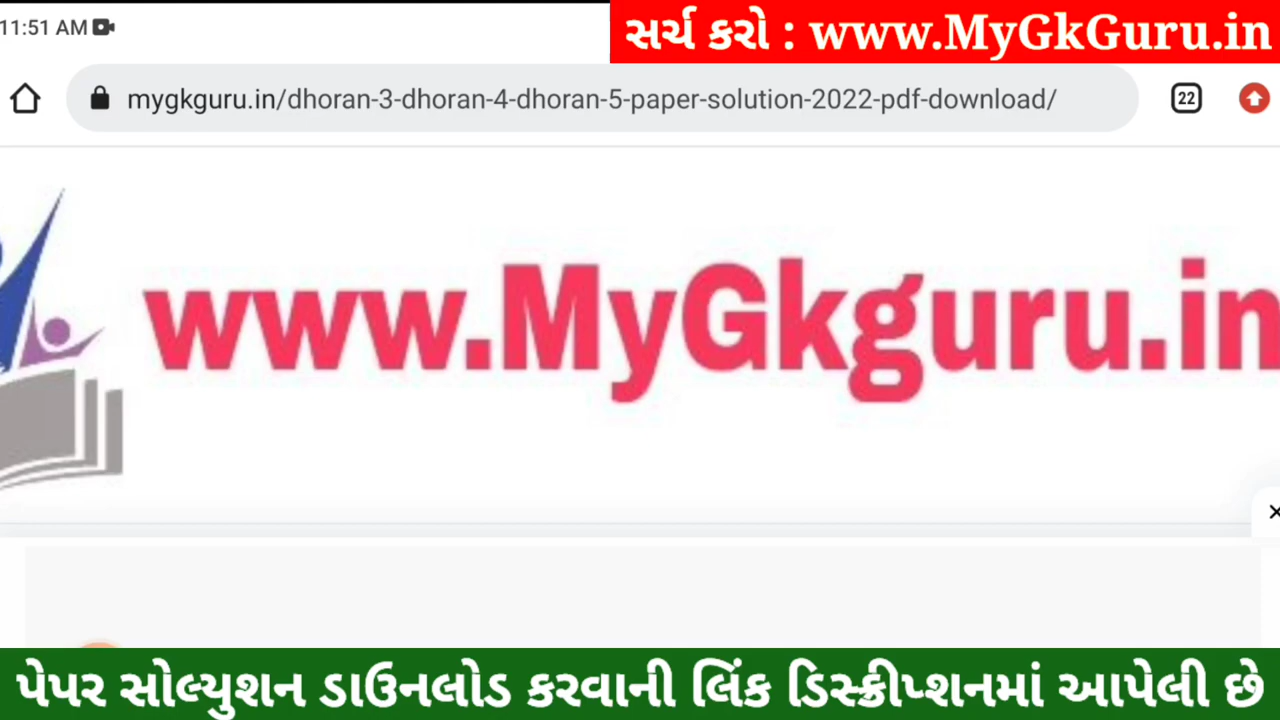 11:51 AM
સર્ચ કરો : www.MyGkGuru.in
mygkguru.in/dhoran-3-dhoran-4-dhoran-5-paper-solution-2022-pdf-download/
22
www.MyGkguru.in
પેપર સોલ્યુશન ડાઉનલોડ કરવાની લિંક ડિસ્ક્રીપ્શનમાં આપેલી છે